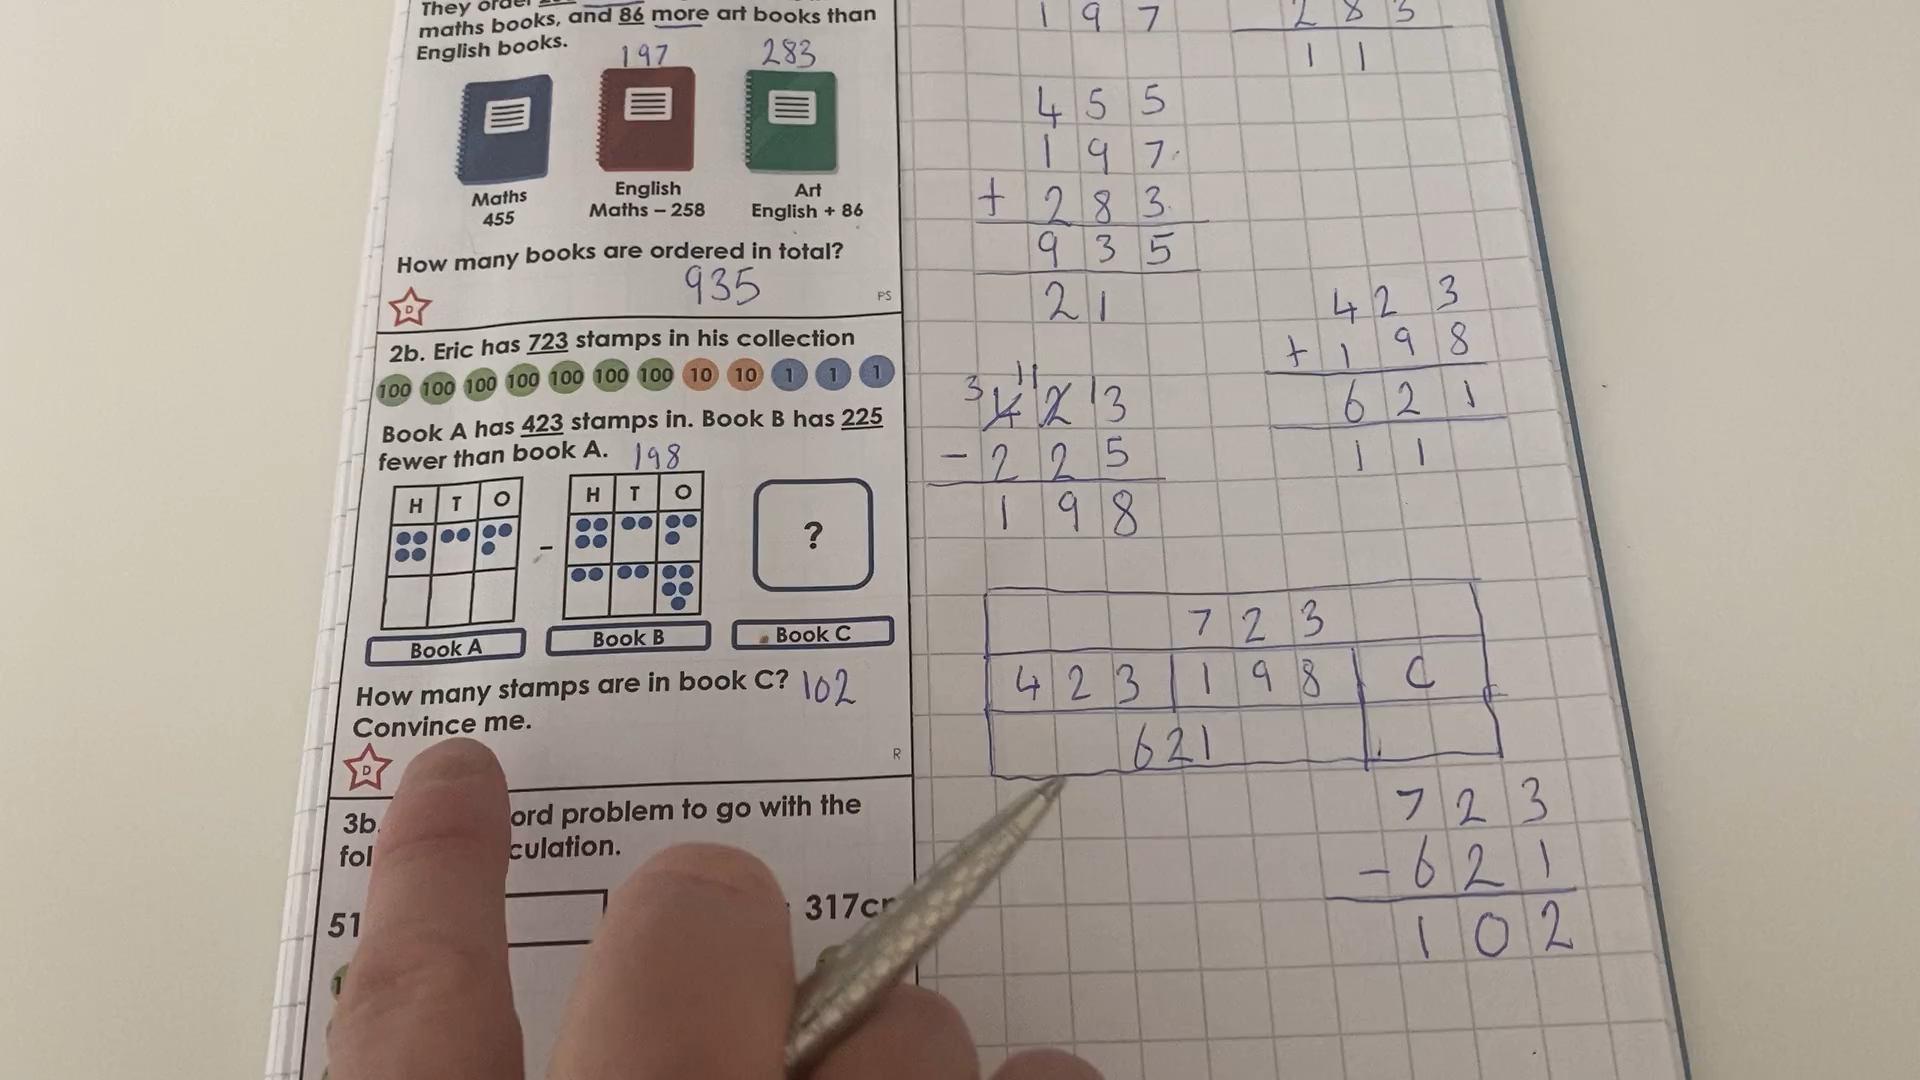 They order
maths books, and 86 more art books than
English books.
197 283
Maths
455
English
Maths – 258
Art
English + 86
How many books are ordered in total?
935
D
PS
2b. Eric has 723 stamps in his collection
100 100 100 100 100 100 100 10 10 1 1 1
Book A has 423 stamps in. Book B has 225
fewer than book A. 198
H T O
-
H T O
?
Book A Book B Book C
How many stamps are in book C? 102
Convince me.
D
R
3b. ord problem to go with the
fol culation.
51
317c
1 9 7
2 8 3
1 1
4 5 5
1 9 7
+ 2 8 3
9 3 5
2 1
4 2 3
+ 1 9 8
6 2 1
1 1
3 11 1
4 2 3
- 2 2 5
1 9 8
7 2 3
4 2 3 1 9 8 C
621
7 2 3
- 6 2 1
1 0 2